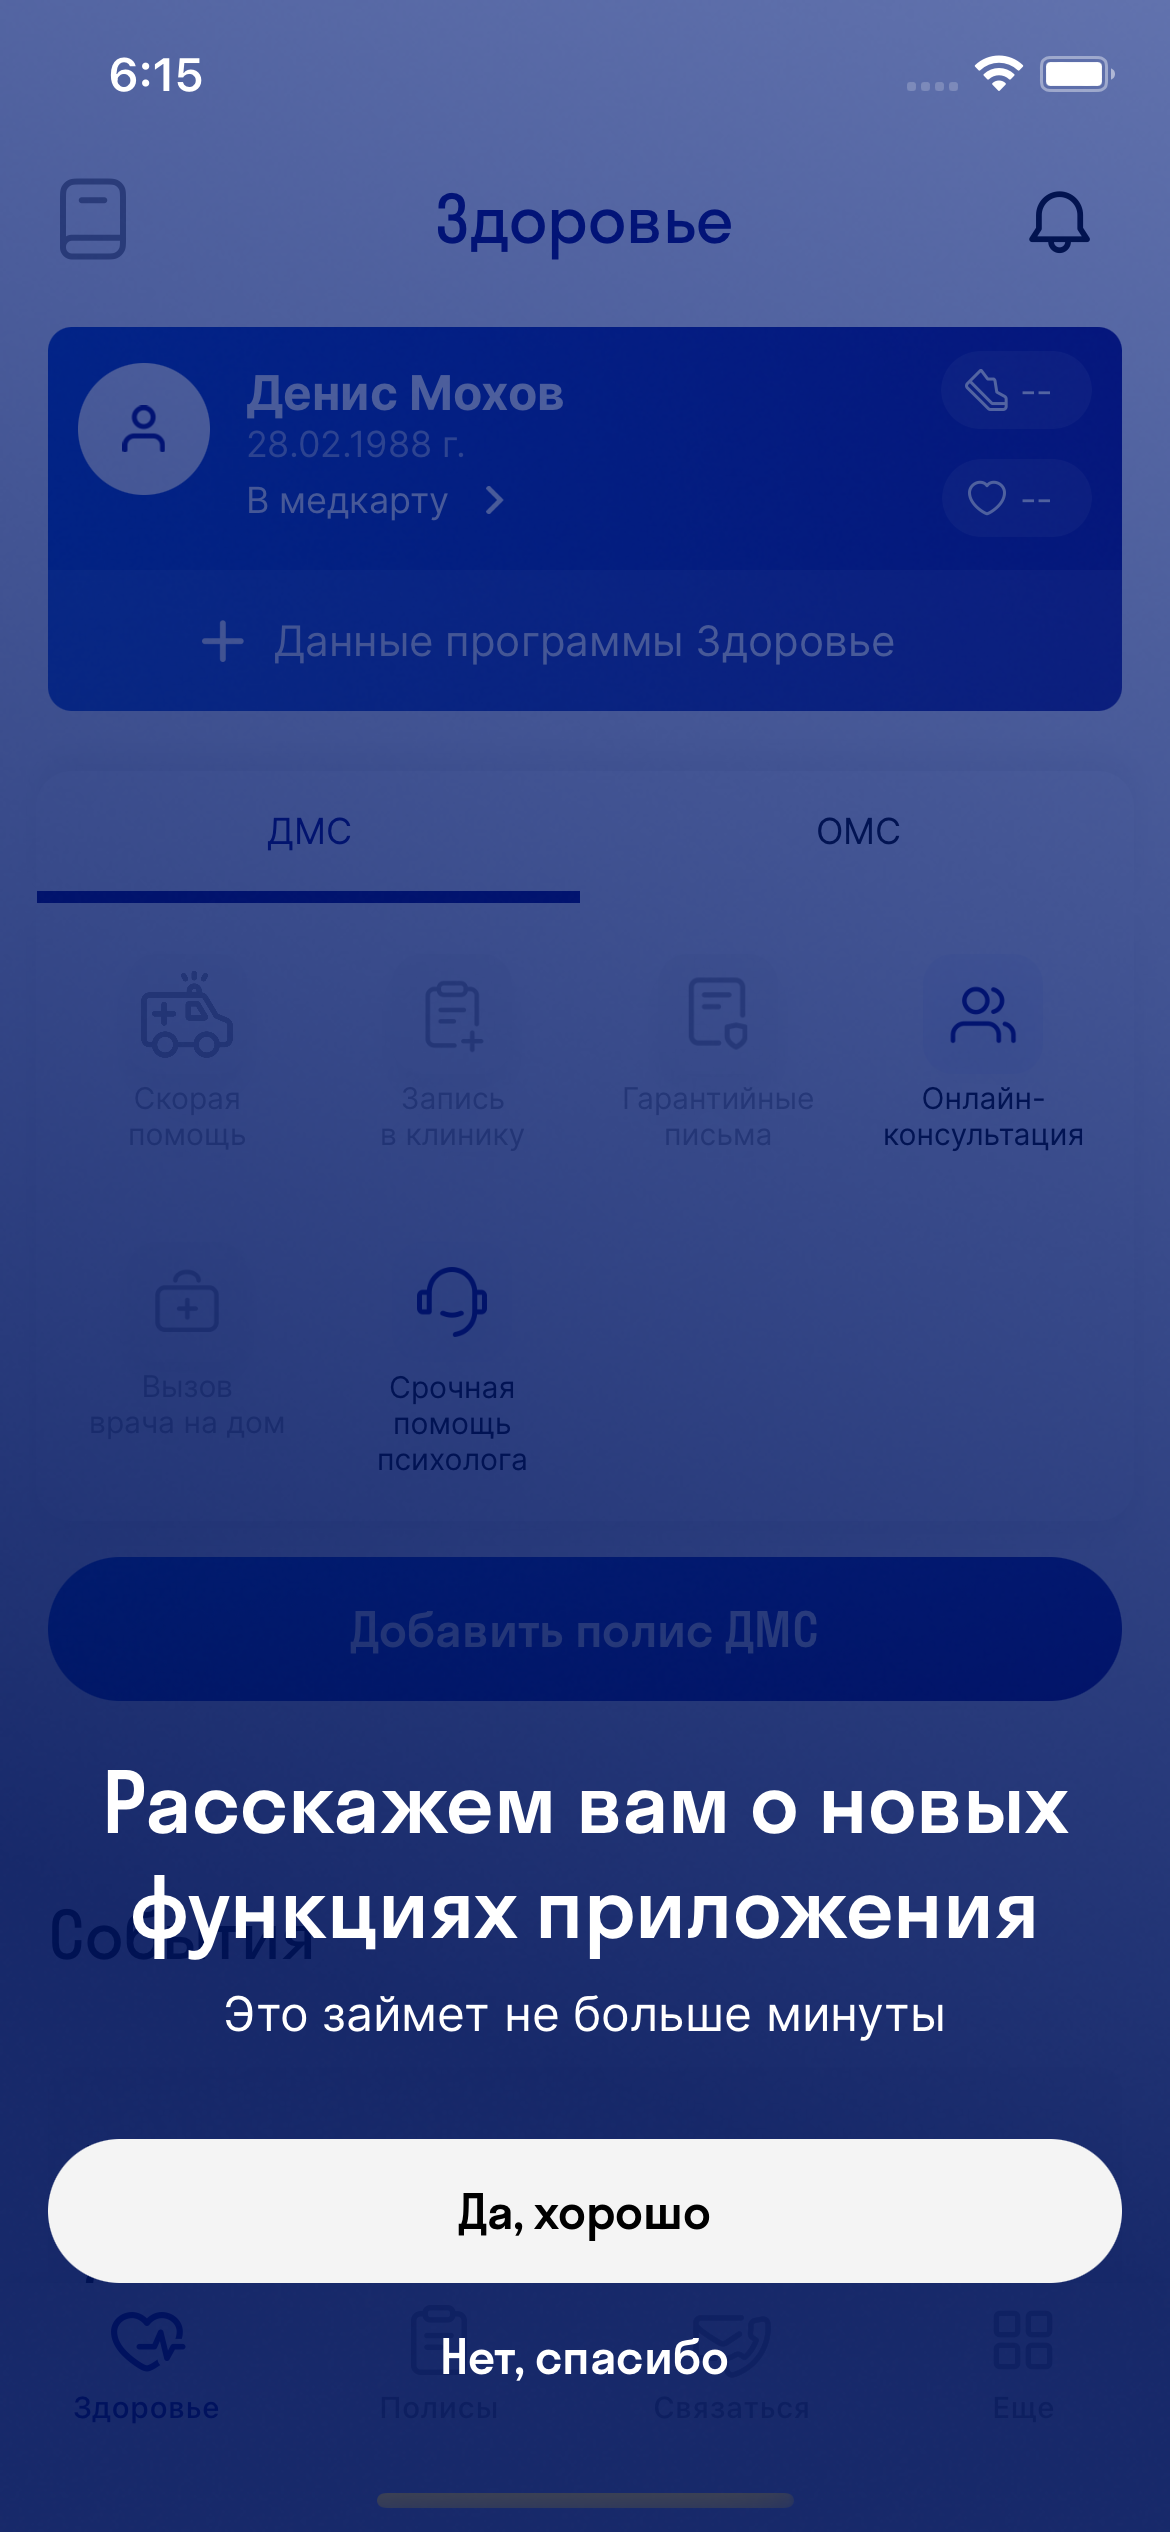 6:15
Здоровье
Денис Мохов
28.02.1988 г.
В медкарту
--
--
Данные программы Здоровье
ДМС
ОМС
Скорая
помощь
Запись
в клинику
Гарантийные
письма
Онлайн-
консультация
Вызов
врача на дом
Срочная
помощь
психолога
Добавить полис ДМС
Расскажем вам о новых
функциях приложения
События
Это займет не больше минуты
Да, хорошо
Нет, спасибо
Здоровье
Полисы
Связаться
Еще